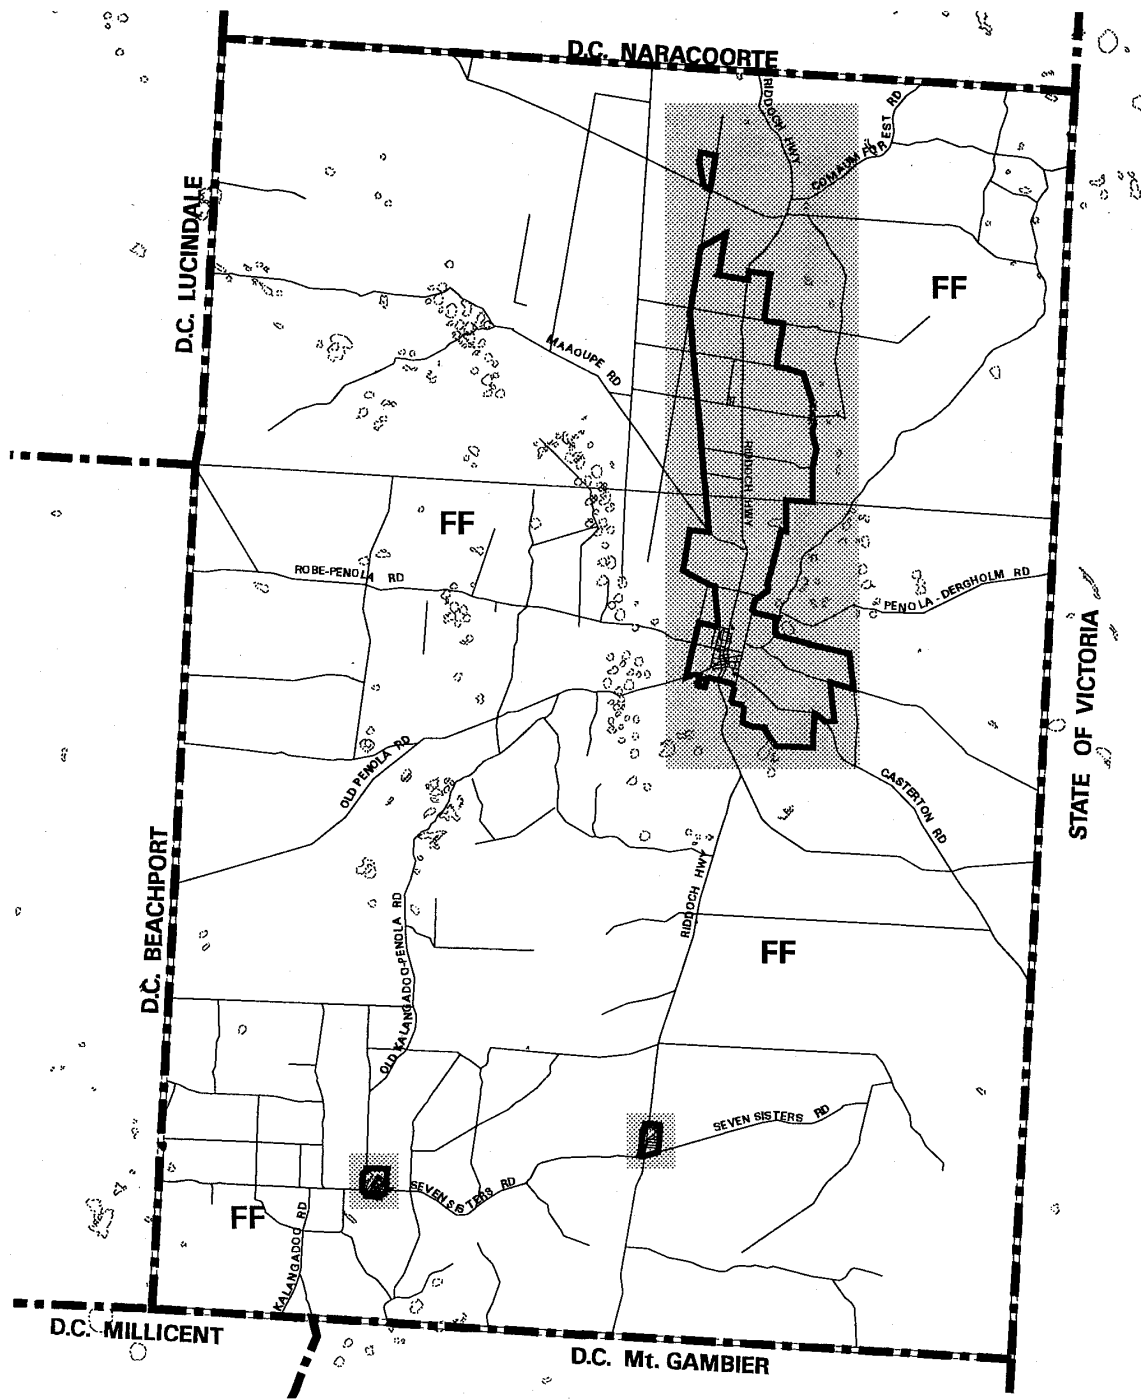 D.C. NARACOORTE
RIDDOCH HWY
COMAUM FOREST RD
D.C. LUCINDALE
FF
MAAOUPE RD
RIDDOCH HWY
FF
ROBE-PENOLA RD
PENOLA-DERGHOLM RD
STATE OF VICTORIA
OLD PENOLA RD
CASTERTON RD
D.C. BEACHPORT
RIDDOCH HWY
OLD KALANGADOO-PENOLA RD
FF
SEVEN SISTERS RD
SEVEN SISTERS RD
FF
KALANGADOO RD
D.C. MILLICENT
D.C. Mt. GAMBIER